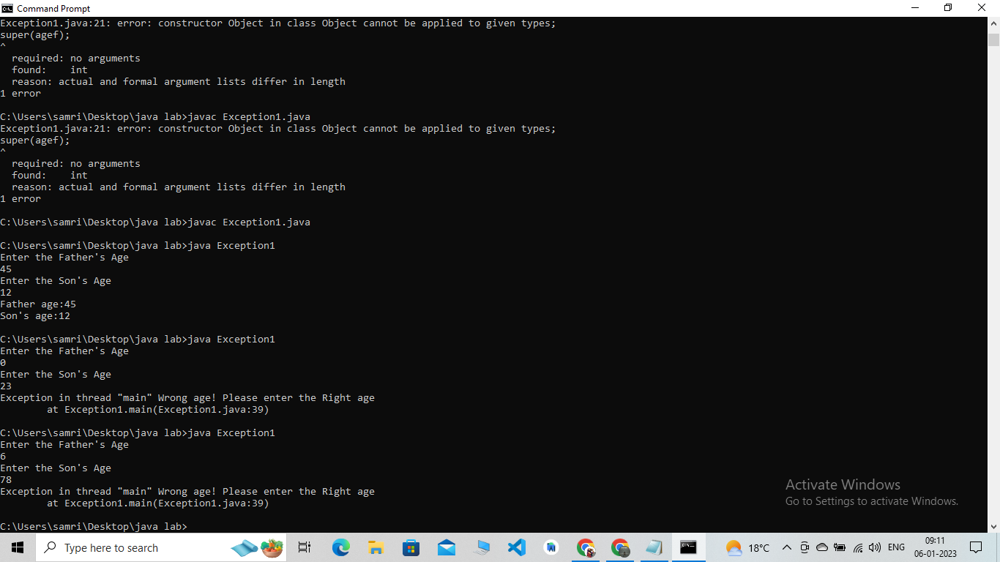 Command Prompt
Exception1.java:21: error: constructor Object in class Object cannot be applied to given types;
super(agef);
^
  required: no arguments
  found:    int
  reason: actual and formal argument lists differ in length
1 error
C:\Users\samri\Desktop\java lab>javac Exception1.java
Exception1.java:21: error: constructor Object in class Object cannot be applied to given types;
super(agef);
^
  required: no arguments
  found:    int
  reason: actual and formal argument lists differ in length
1 error
C:\Users\samri\Desktop\java lab>javac Exception1.java
C:\Users\samri\Desktop\java lab>java Exception1
Enter the Father's Age
45
Enter the Son's Age
12
Father age:45
Son's age:12
C:\Users\samri\Desktop\java lab>java Exception1
Enter the Father's Age
0
Enter the Son's Age
23
Exception in thread "main" Wrong age! Please enter the Right age
        at Exception1.main(Exception1.java:39)
C:\Users\samri\Desktop\java lab>java Exception1
Enter the Father's Age
6
Enter the Son's Age
78
Exception in thread "main" Wrong age! Please enter the Right age
        at Exception1.main(Exception1.java:39)
C:\Users\samri\Desktop\java lab>
Activate Windows
Go to Settings to activate Windows.
Type here to search
18°C
ENG
09:11
06-01-2023